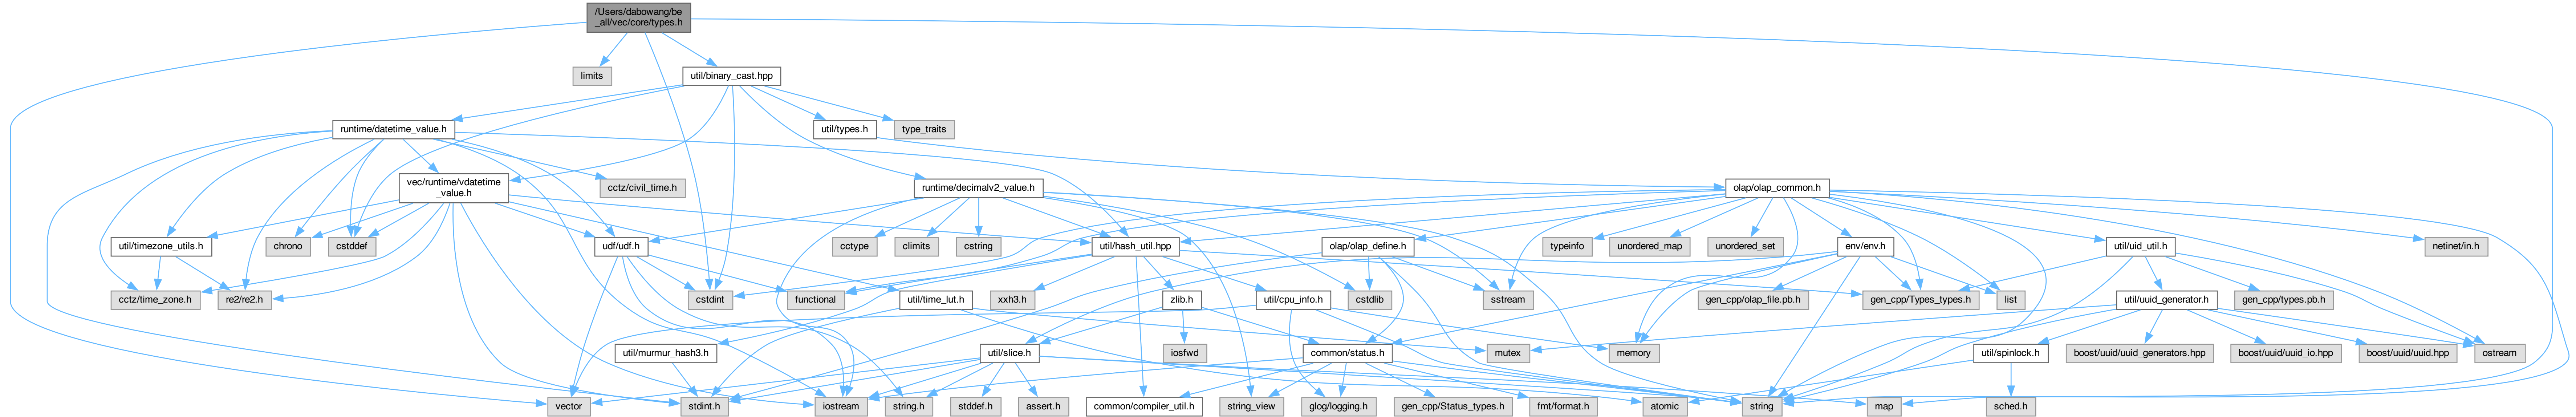 /Users/dabowang/be
_all/vec/core/types.h
limits
util/binary_cast.hpp
runtime/datetime_value.h
util/types.h
type_traits
vec/runtime/vdatetime
_value.h
cctz/civil_time.h
runtime/decimalv2_value.h
olap/olap_common.h
util/timezone_utils.h
chrono
cstddef
udf/udf.h
cctype
climits
cstring
util/hash_util.hpp
olap/olap_define.h
typeinfo
unordered_map
unordered_set
env/env.h
util/uid_util.h
netinet/in.h
cctz/time_zone.h
re2/re2.h
cstdint
functional
util/time_lut.h
xxh3.h
zlib.h
util/cpu_info.h
cstdlib
sstream
gen_cpp/olap_file.pb.h
gen_cpp/Types_types.h
list
util/uuid_generator.h
gen_cpp/types.pb.h
util/murmur_hash3.h
util/slice.h
iosfwd
common/status.h
mutex
memory
boost/uuid/uuid_generators.hpp
util/spinlock.h
boost/uuid/uuid_io.hpp
boost/uuid/uuid.hpp
ostream
vector
stdint.h
iostream
string.h
stddef.h
assert.h
common/compiler_util.h
string_view
glog/logging.h
gen_cpp/Status_types.h
fmt/format.h
atomic
string
map
sched.h